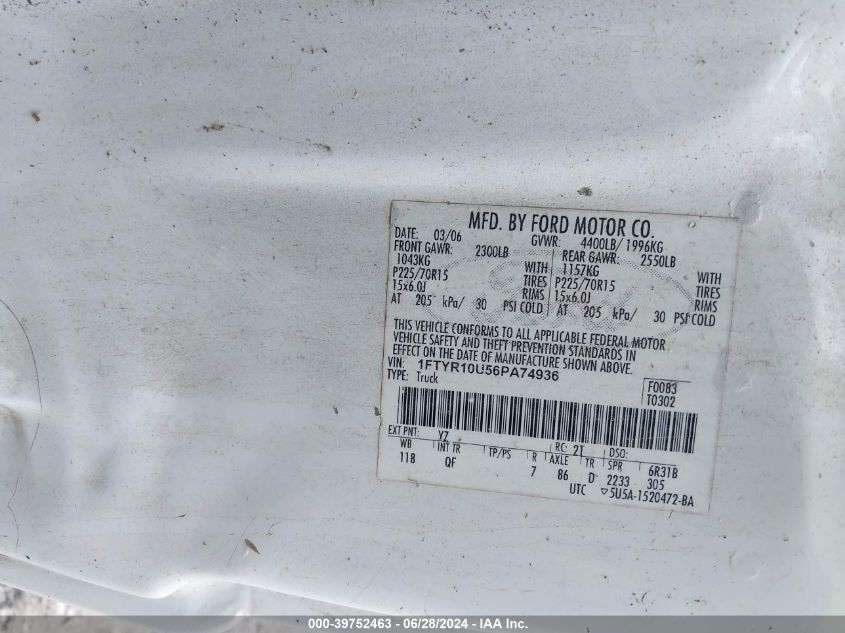 MFD. BY FORD MOTOR CO.
DATE: 03/06 GVWR: 4400LB/ 1996KG
FRONT GAWR: 2300LB REAR GAWR: 2550LB
1043KG WITH 1157KG WITH
P225/70R15 TIRES P225/70R15 TIRES
15x6.0J RIMS 15x6.0J RIMS
AT 205 kPa/ 30 PSI COLD AT 205 kPa/ 30 PSI COLD
THIS VEHICLE CONFORMS TO ALL APPLICABLE FEDERAL MOTOR
VEHICLE SAFETY AND THEFT PREVENTION STANDARDS IN
EFFECT ON THE DATE OF MANUFACTURE SHOWN ABOVE.
VIN: 1FTYR10U56PA74936
TYPE: Truck
F0083
T0302
EXT PNT: YZ RC: 21 DSO:
WB INT TR TP/PS R AXLE TR SPR 6R31B
118 QF 7 86 D 2233 305
UTC ▽5U5A-1520472-BA
000-39752463 - 06/28/2024 - IAA Inc.